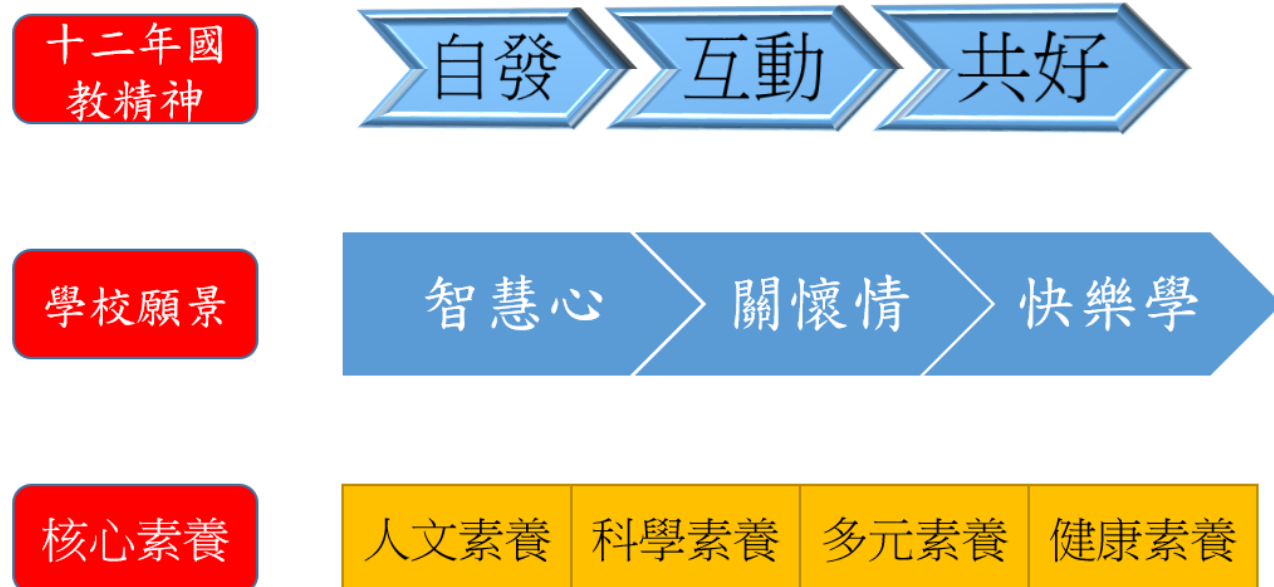 十二年國
教精神
自發 互動 共好
學校願景
智慧心 關懷情 快樂學
核心素養
人文素養 科學素養 多元素養 健康素養